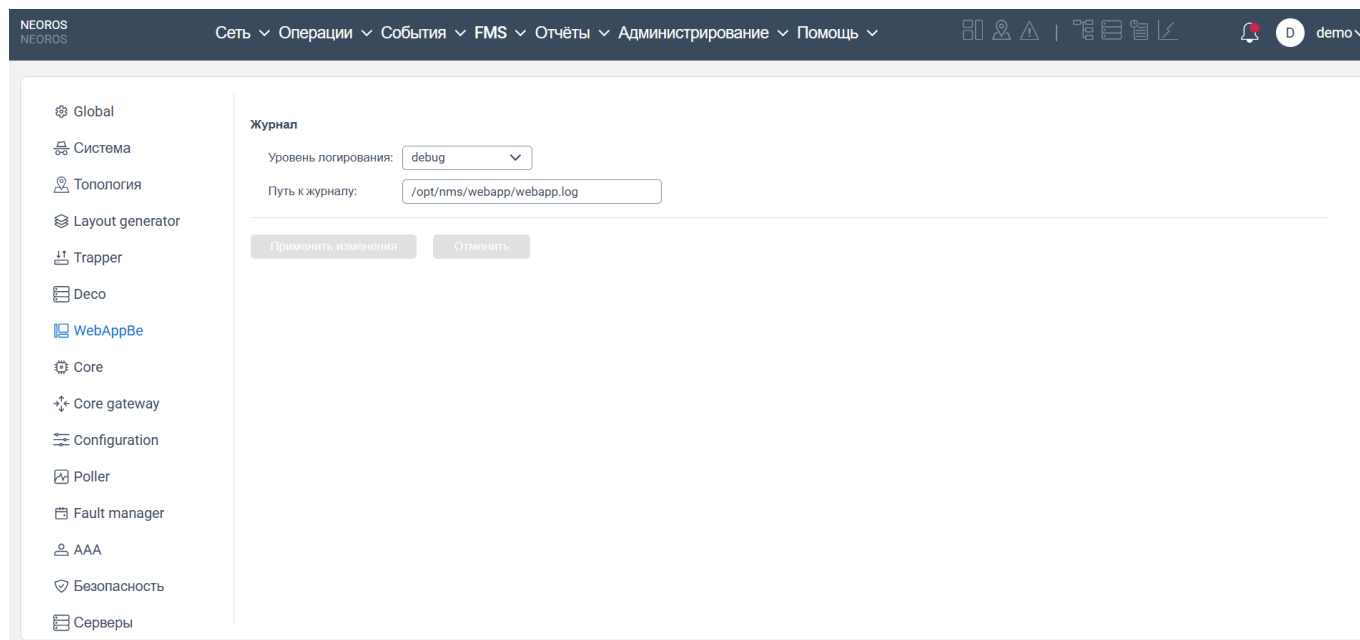 NEOROS
NEOROS
Сеть Операции События FMS Отчёты Администрирование Помощь
D demo
Global
Система
Топология
Layout generator
Trapper
Deco
WebAppBe
Core
Core gateway
Configuration
Poller
Fault manager
AAA
Безопасность
Серверы
Журнал
Уровень логирования: debug
Путь к журналу: /opt/nms/webapp/webapp.log
Применить изменения Отменить